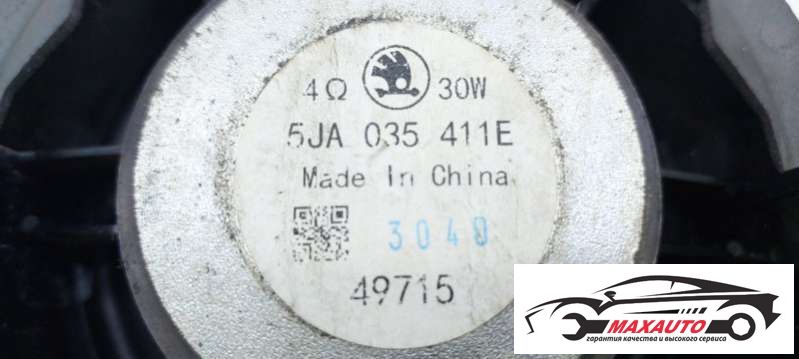 4Ω 30W
5JA 035 411E
Made In China
3040
49715
MAXAUTO
гарантия качества и высокого сервиса